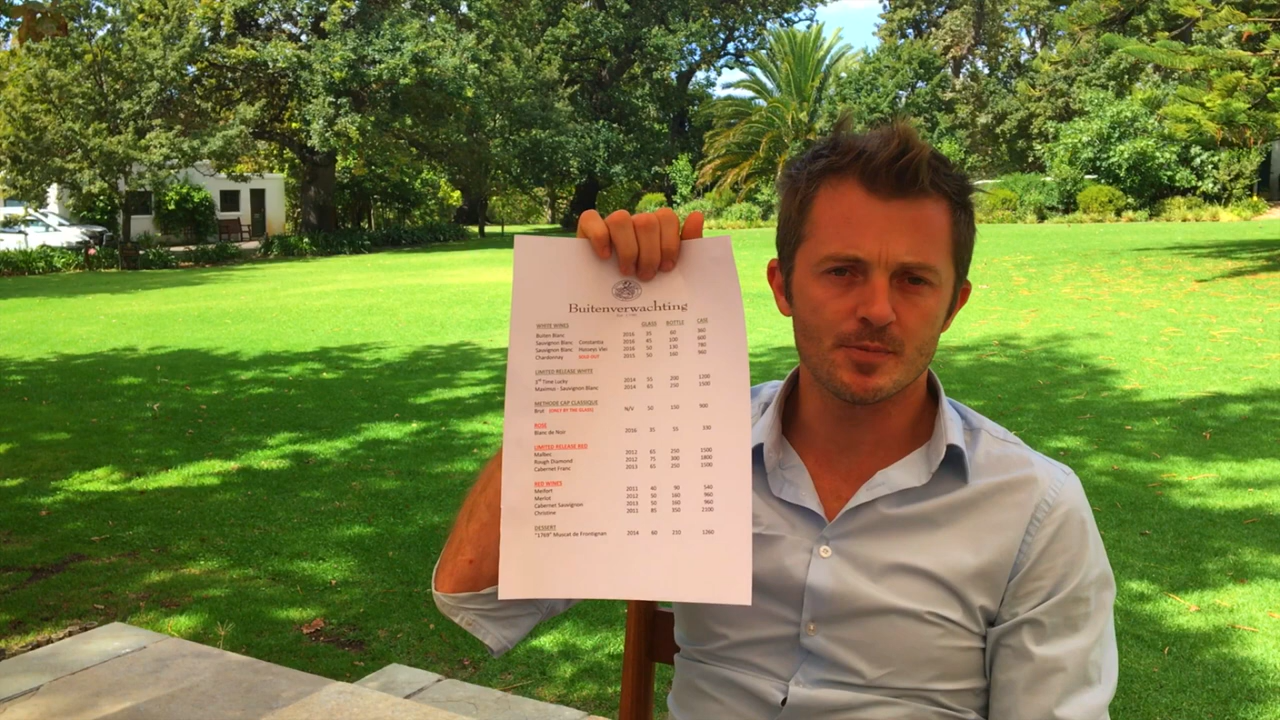 Buitenverwachting
GLASS BOTTLE CASE
WHITE WINES
Buiten Blanc 2016 35 60 360
Sauvignon Blanc Constantia 2016 45 100 600
Sauvignon Blanc Husseys Vlei 2016 50 130 780
Chardonnay SOLD OUT 2015 50 160 960
LIMITED RELEASE WHITE
3rd Time Lucky 2014 55 200 1200
Maximus - Sauvignon Blanc 2014 65 250 1500
METHODE CAP CLASSIQUE
Brut (ONLY BY THE GLASS) N/V 50 150 900
ROSE
Blanc de Noir 2016 35 55 330
LIMITED RELEASE RED
Malbec 2011 65 250 1500
Rough Diamond 2012 75 300 1800
Cabernet Franc 2013 65 250 1500
RED WINES
Meifort 2011 40 90 540
Merlot 2012 50 160 960
Cabernet Sauvignon 2013 50 160 960
Christine 2011 85 350 2100
DESSERT
"1769" Muscat de Frontignan 2014 60 210 1260